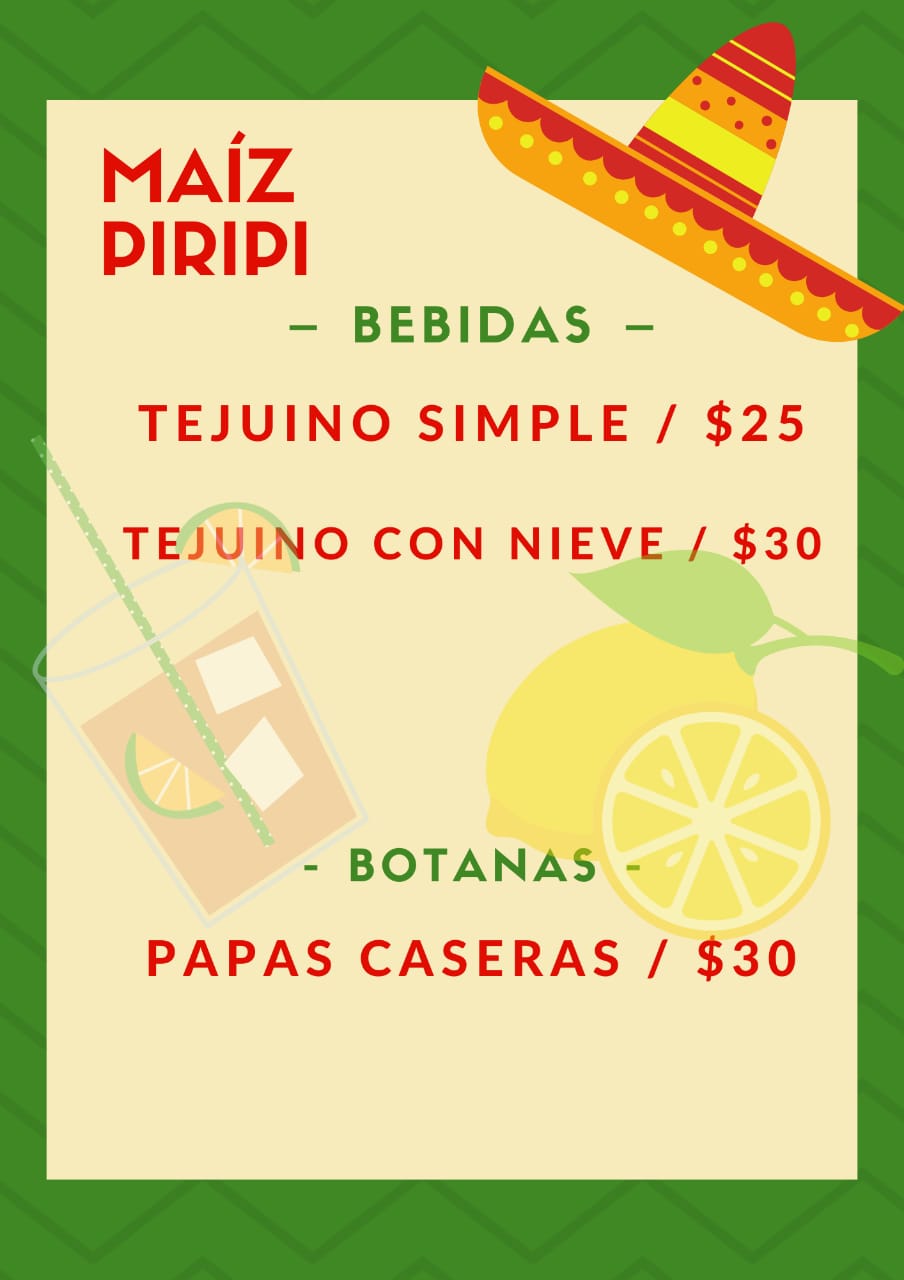 MAÍZ
PIRIPI
– BEBIDAS –
TEJUINO SIMPLE / $25
TEJUINO CON NIEVE / $30
- BOTANAS -
PAPAS CASERAS / $30